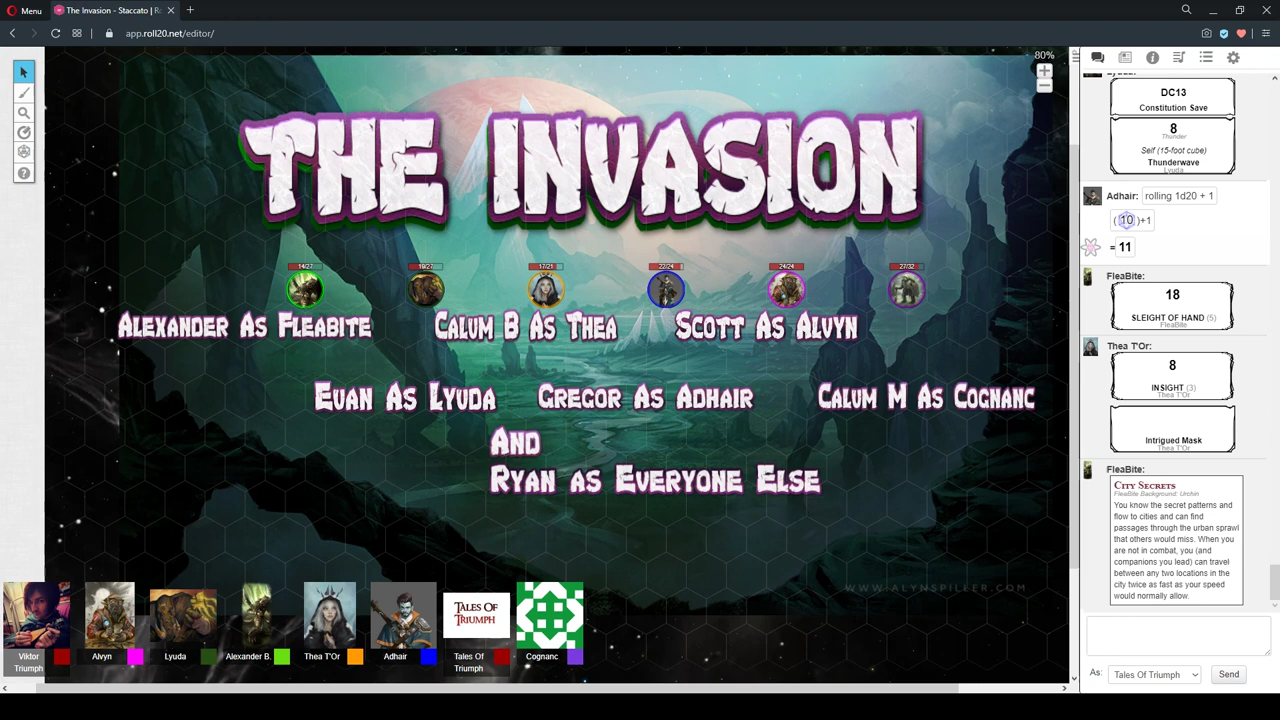 Menu
The Invasion - Staccato | Ro
app.roll20.net/editor/
80%
THE INVASION
14/27
19/27
17/21
22/24
24/24
27/32
Alexander As Fleabite
Calum B As Thea
Scott As Alvyn
Euan As Lyuda
Gregor As Adhair
Calum M As Cognanc
And
Ryan as Everyone Else
WWW.ALYNSPILLER.COM
Viktor
Triumph
Alvyn
Lyuda
Alexander B.
Thea T'Or
Adhair
Tales Of
Triumph
Tales Of
Triumph
Cognanc
DC13
Constitution Save
8
Thunder
Self (15-foot cube)
Thunderwave
Lyuda
Adhair:
rolling 1d20 + 1
(10)+1
= 11
FleaBite:
18
SLEIGHT OF HAND (5)
FleaBite
Thea T'Or:
8
INSIGHT (3)
Thea T'Or
Intrigued Mask
Thea T'Or
FleaBite:
City Secrets
FleaBite Background: Urchin
You know the secret patterns and
flow to cities and can find
passages through the urban sprawl
that others would miss. When you
are not in combat, you (and
companions you lead) can travel
between any two locations in the
city twice as fast as your speed
would normally allow.
As:
Tales Of Triumph
Send